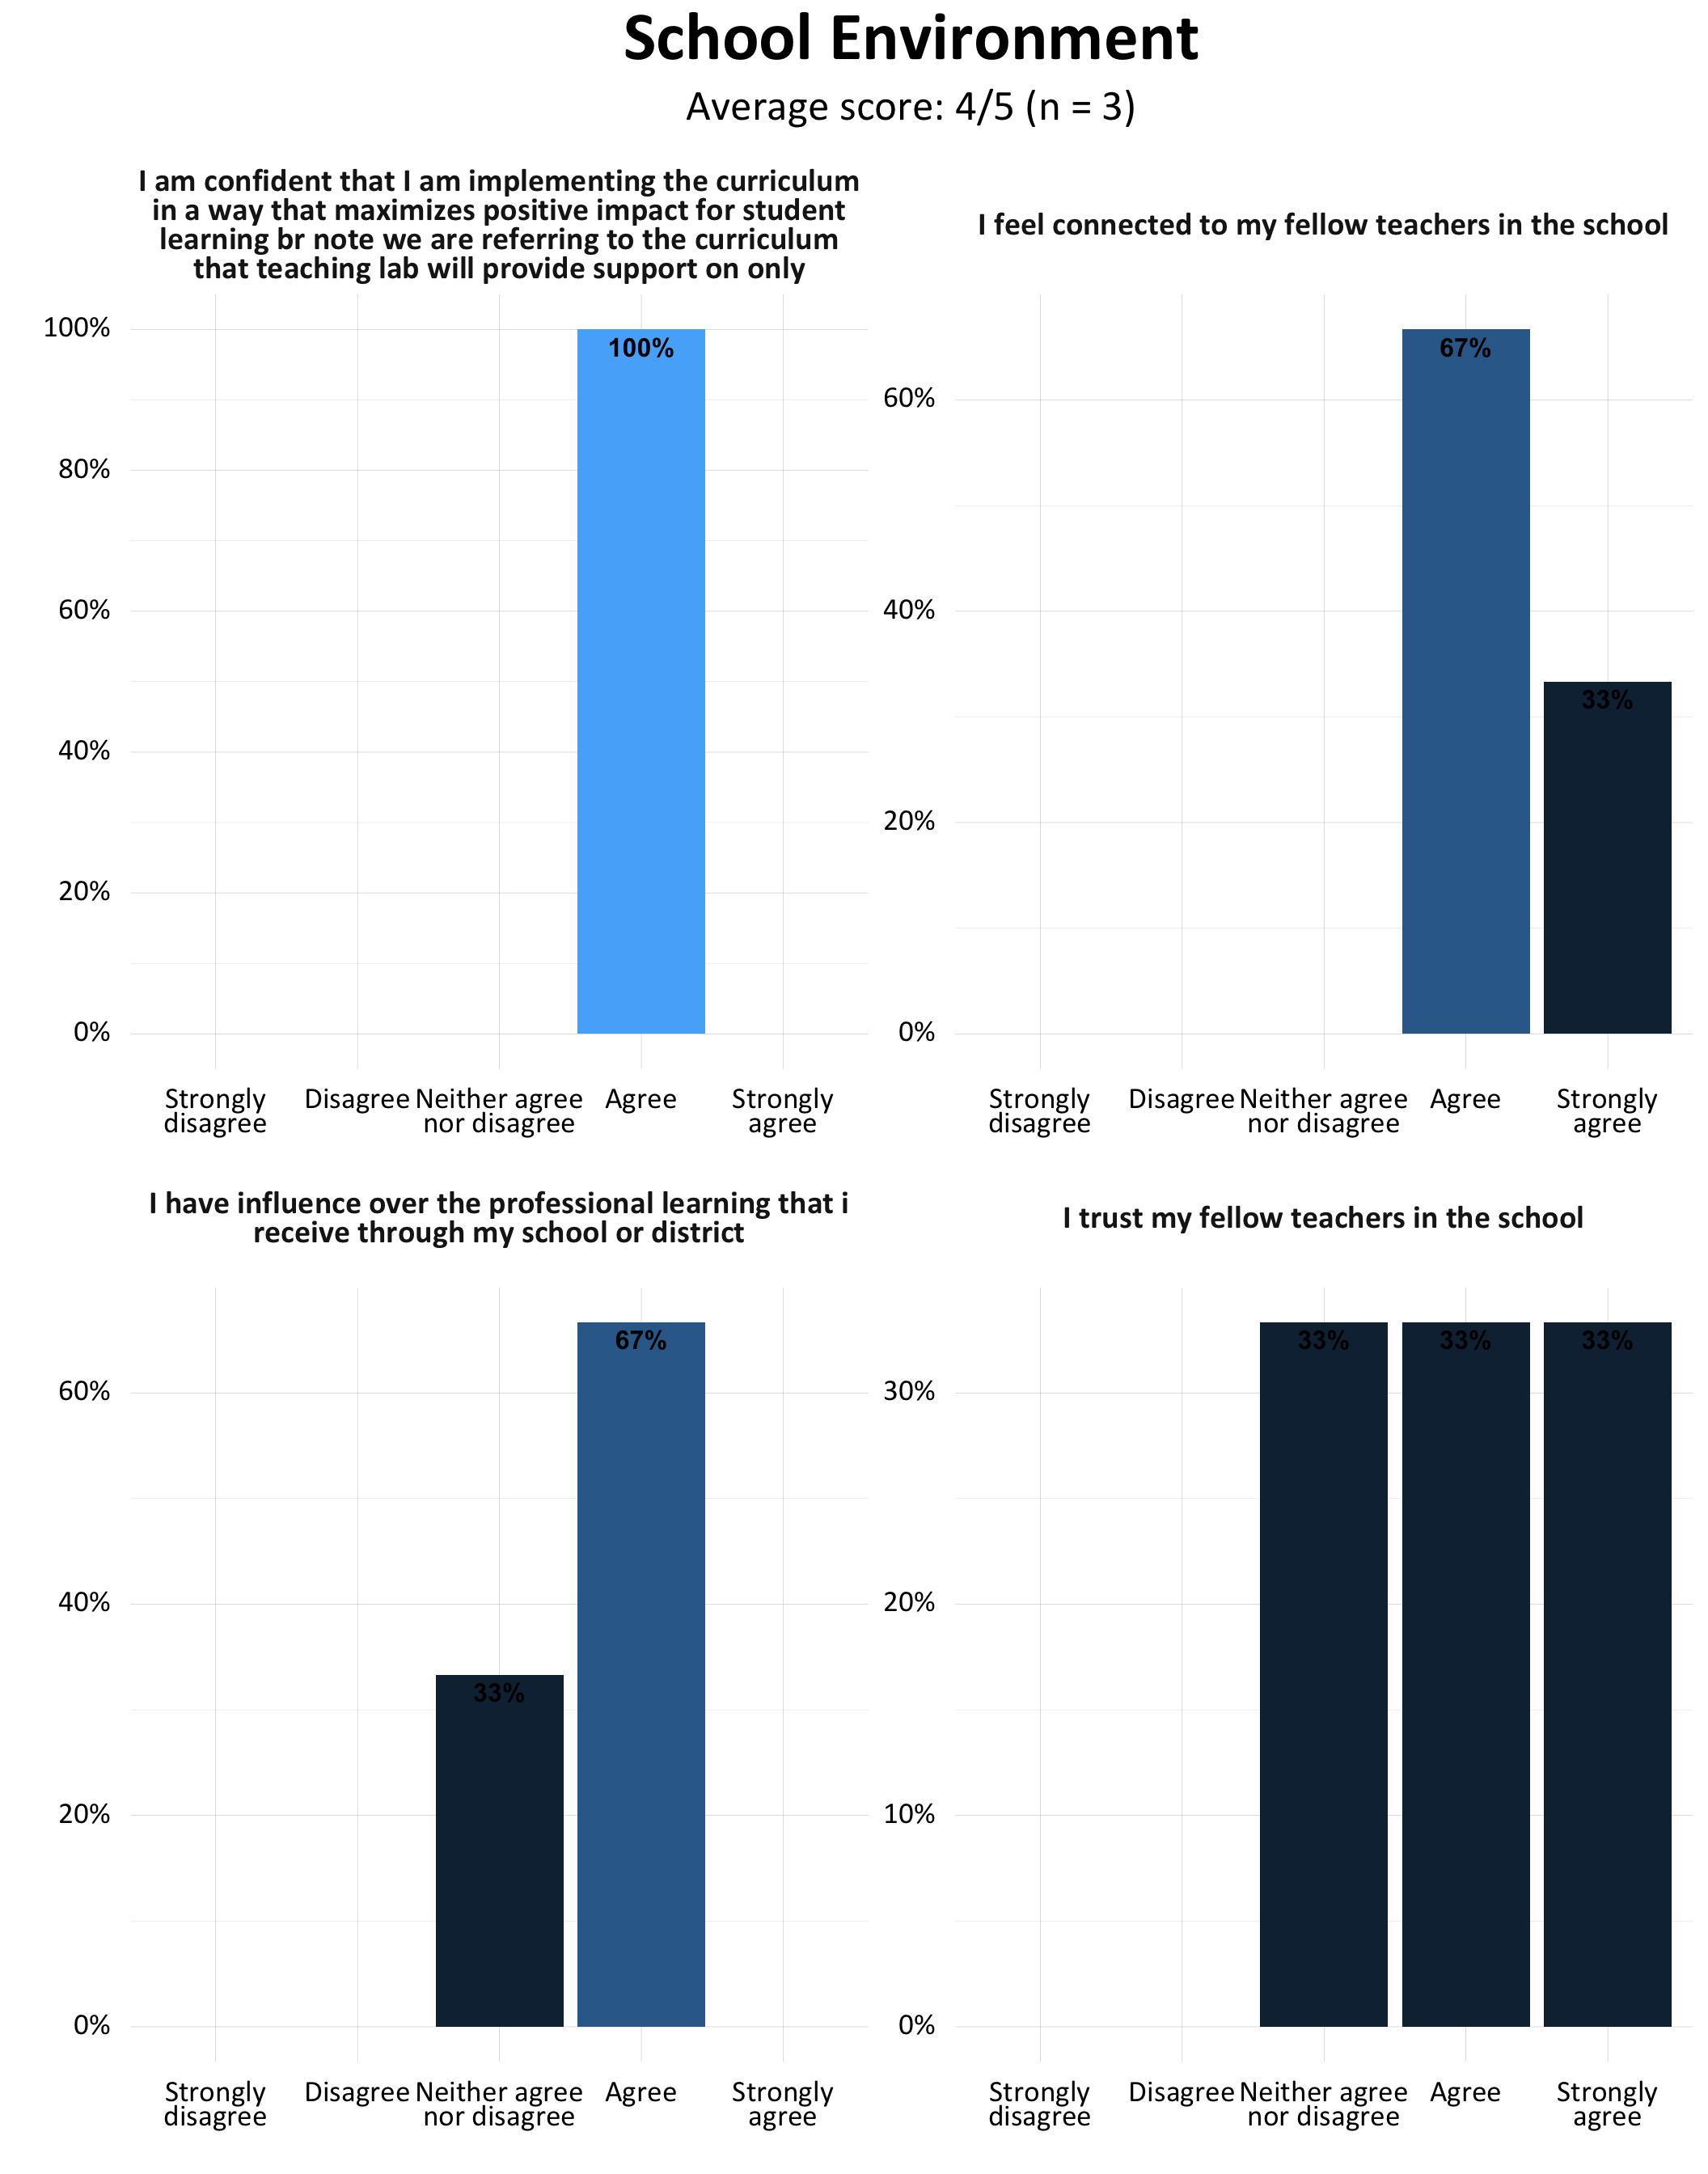 School Environment
Average score: 4/5 (n = 3)
I am confident that I am implementing the curriculum
in a way that maximizes positive impact for student
learning br note we are referring to the curriculum
that teaching lab will provide support on only
100%
80%
60%
40%
20%
0%
100%
Strongly
disagree
Disagree
Neither agree
nor disagree
Agree
Strongly
agree
I feel connected to my fellow teachers in the school
60%
40%
20%
0%
67%
33%
Strongly
disagree
Disagree
Neither agree
nor disagree
Agree
Strongly
agree
I have influence over the professional learning that i
receive through my school or district
60%
40%
20%
0%
33%
67%
Strongly
disagree
Disagree
Neither agree
nor disagree
Agree
Strongly
agree
I trust my fellow teachers in the school
30%
20%
10%
0%
33%
33%
33%
Strongly
disagree
Disagree
Neither agree
nor disagree
Agree
Strongly
agree